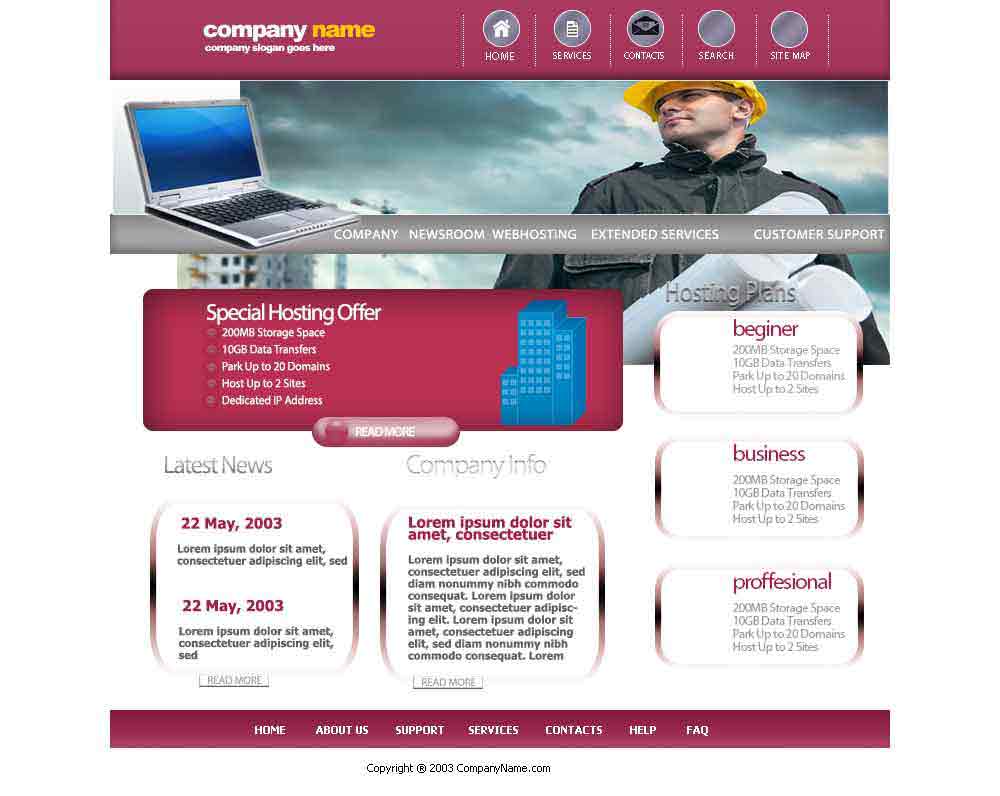 company name
company slogan goes here
HOME
SERVICES
CONTACTS
SEARCH
SITE MAP
COMPANY NEWSROOM WEBHOSTING EXTENDED SERVICES CUSTOMER SUPPORT
Special Hosting Offer
200MB Storage Space
10GB Data Transfers
Park Up to 20 Domains
Host Up to 2 Sites
Dedicated IP Address
READ MORE
Hosting Plans
beginer
200MB Storage Space
10GB Data Transfers
Park Up to 20 Domains
Host Up to 2 Sites
business
200MB Storage Space
10GB Data Transfers
Park Up to 20 Domains
Host Up to 2 Sites
proffesional
200MB Storage Space
10GB Data Transfers
Park Up to 20 Domains
Host Up to 2 Sites
Latest News
22 May, 2003
Lorem ipsum dolor sit amet,
consectetuer adipiscing elit, sed
22 May, 2003
Lorem ipsum dolor sit amet,
consectetuer adipiscing elit,
sed
READ MORE
Company Info
Lorem ipsum dolor sit
amet, consectetuer
Lorem ipsum dolor sit amet,
consectetuer adipiscing elit, sed
diam nonummy nibh commodo
consequat. Lorem ipsum dolor
sit amet, consectetuer adipisc-
ing elit. Lorem ipsum dolor sit
amet, consectetuer adipiscing
elit, sed diam nonummy nibh
commodo consequat. Lorem
READ MORE
HOME ABOUT US SUPPORT SERVICES CONTACTS HELP FAQ
Copyright ® 2003 CompanyName.com